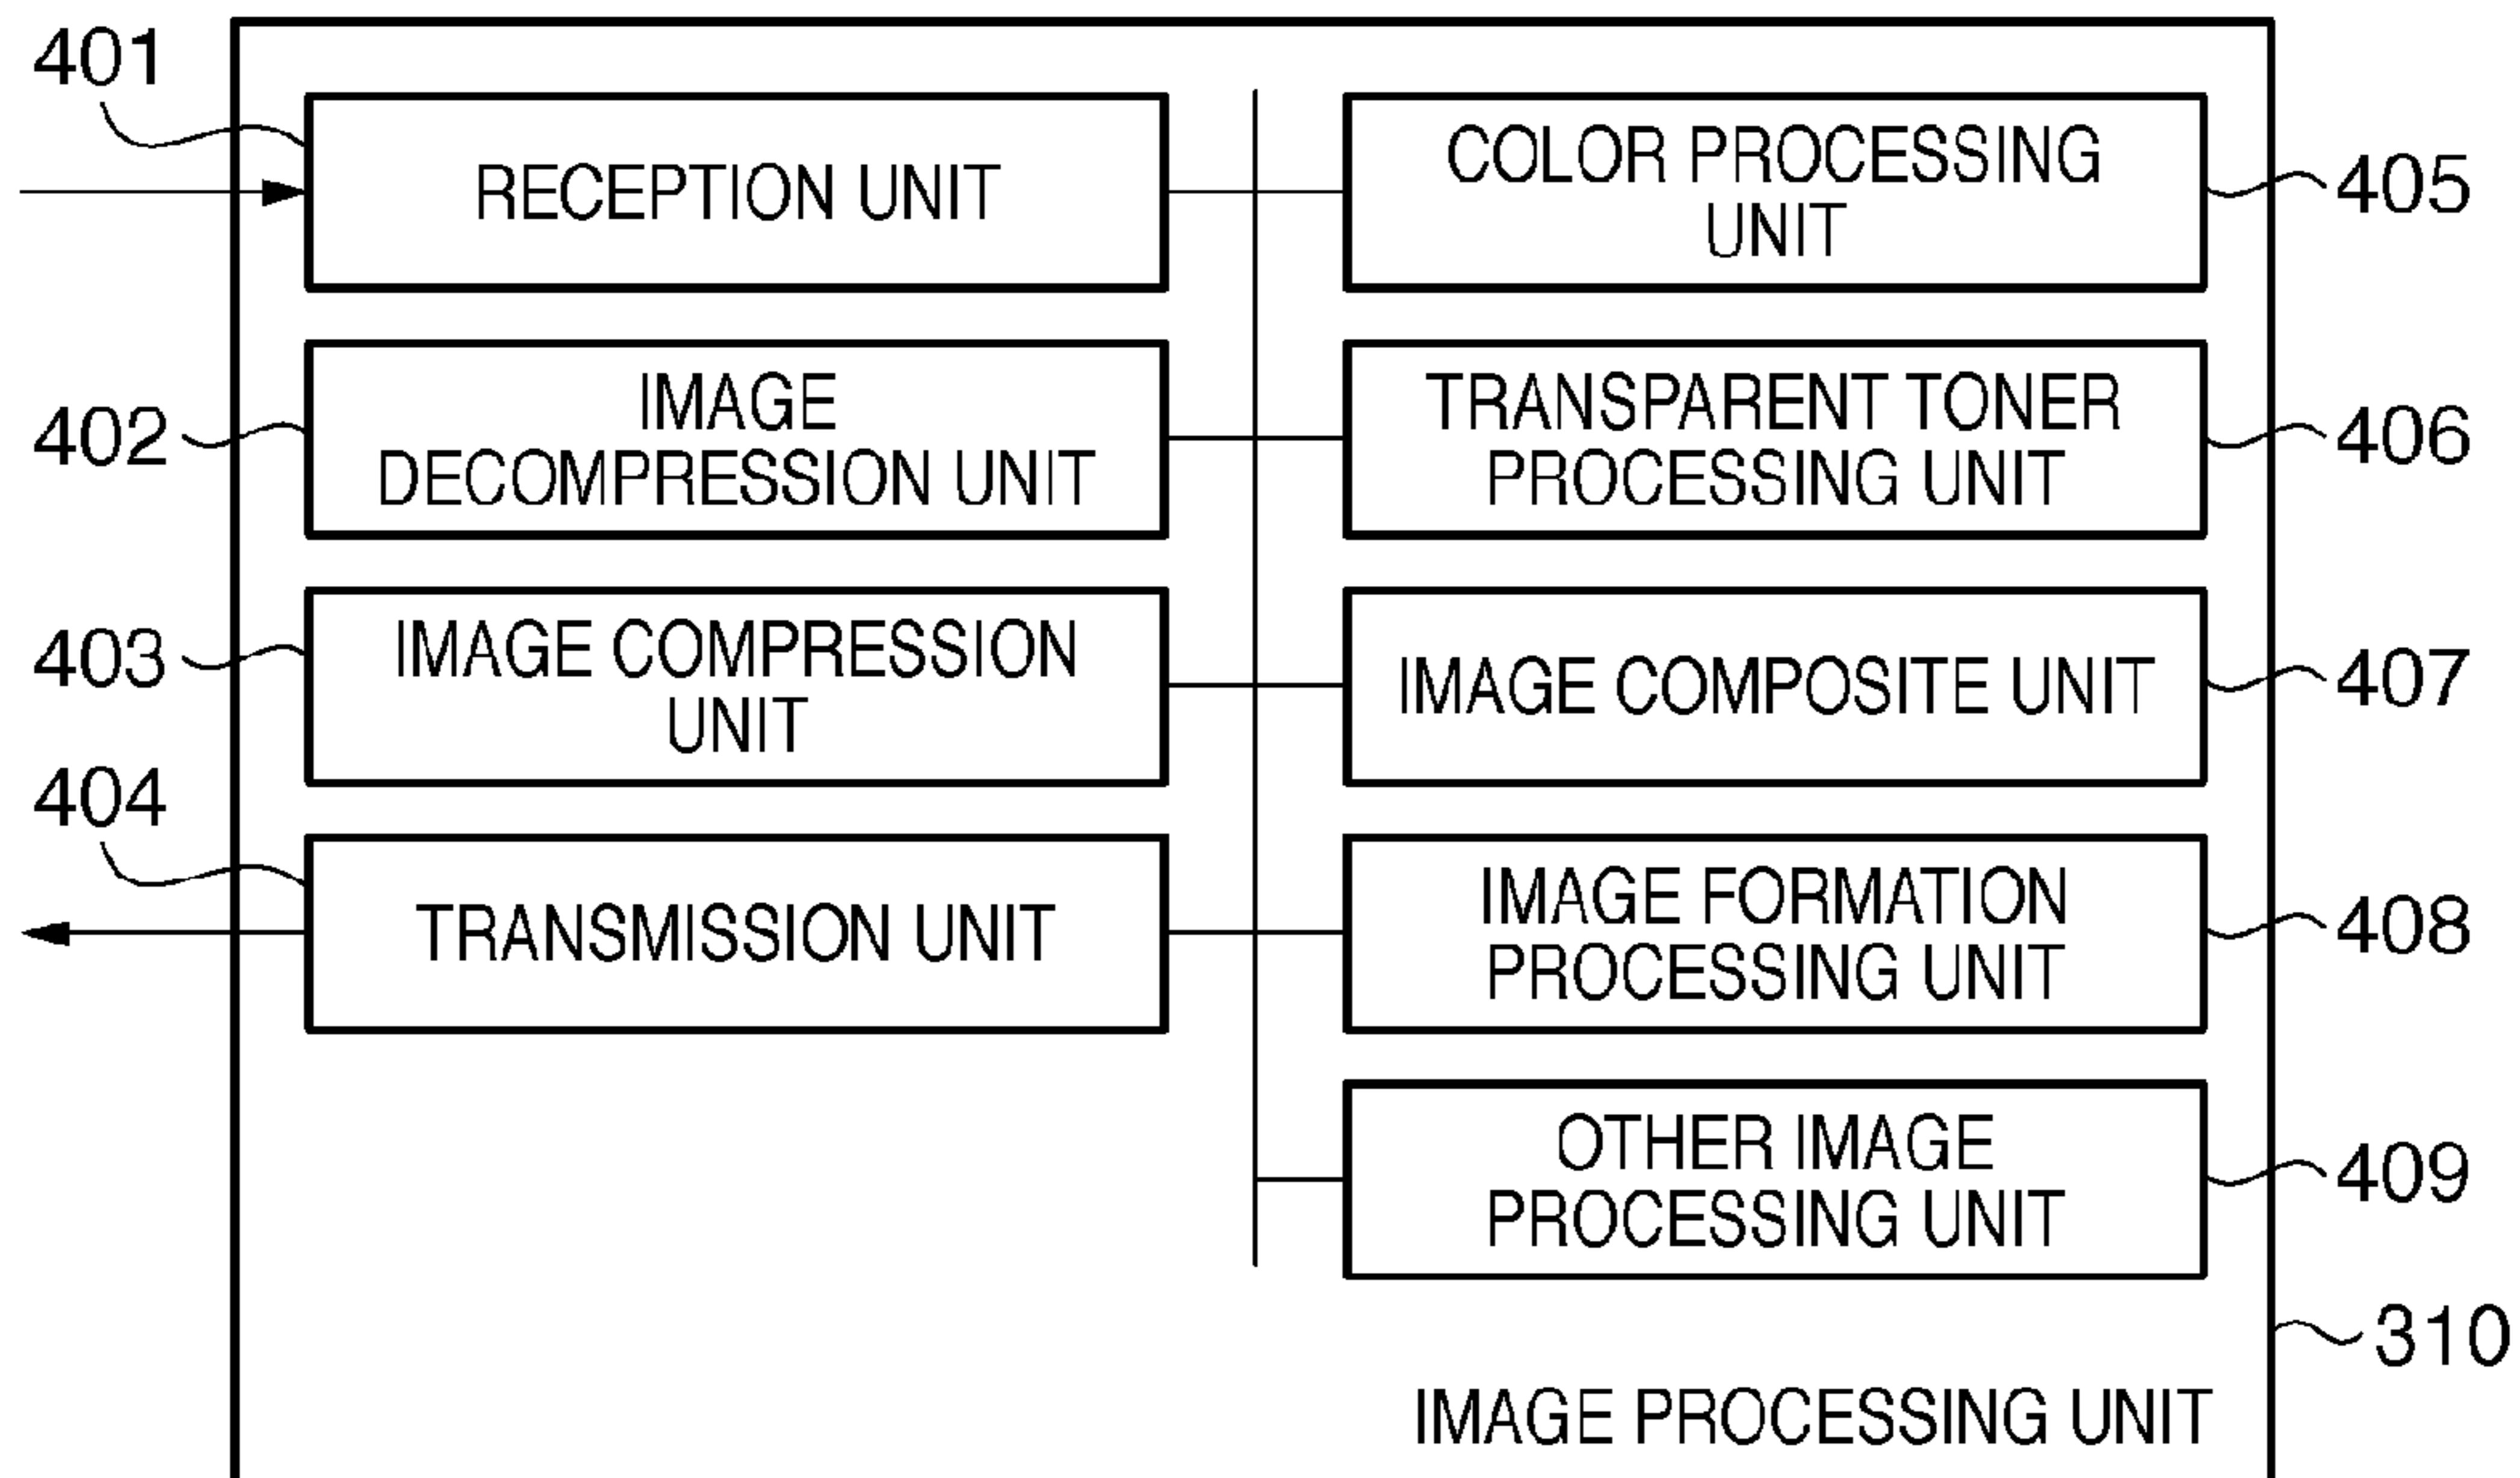 401
RECEPTION UNIT
402
IMAGE
DECOMPRESSION UNIT
403
IMAGE COMPRESSION
UNIT
404
TRANSMISSION UNIT
COLOR PROCESSING
UNIT
405
TRANSPARENT TONER
PROCESSING UNIT
406
IMAGE COMPOSITE UNIT
407
IMAGE FORMATION
PROCESSING UNIT
408
OTHER IMAGE
PROCESSING UNIT
409
310
IMAGE PROCESSING UNIT